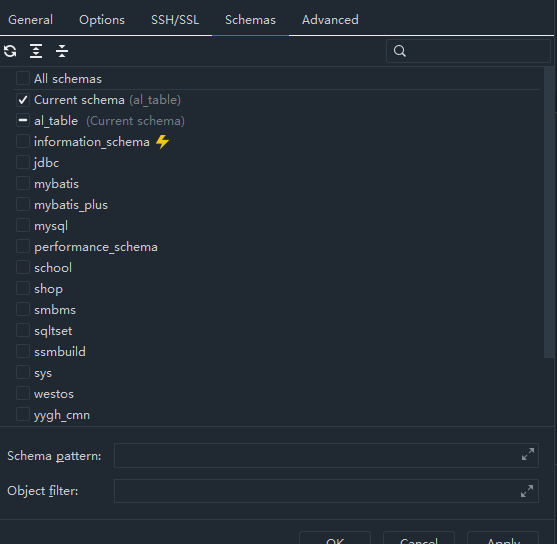 General Options SSH/SSL Schemas Advanced
All schemas
Current schema (al_table)
al_table (Current schema)
information_schema
jdbc
mybatis
mybatis_plus
mysql
performance_schema
school
shop
smbms
sqltset
ssmbuild
sys
westos
yygh_cmn
Schema pattern:
Object filter:
OK Cancel Apply